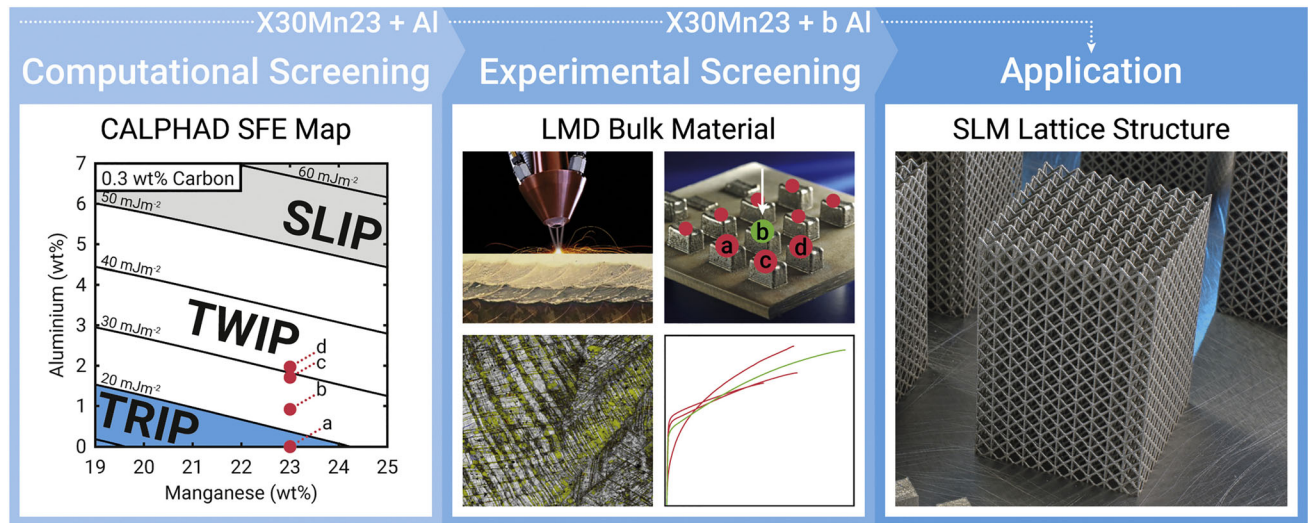 X30Mn23 + Al
X30Mn23 + b Al
Computational Screening
Experimental Screening
Application
CALPHAD SFE Map
7
0.3 wt% Carbon
60 mJm-2
50 mJm-2
6
SLIP
5
40 mJm-2
4
Aluminium (wt%)
TWIP
3
30 mJm-2
d
2
c
20 mJm-2
b
1
TRIP
a
0
19 20 21 22 23 24 25
Manganese (wt%)
LMD Bulk Material
b
a
d
c
SLM Lattice Structure